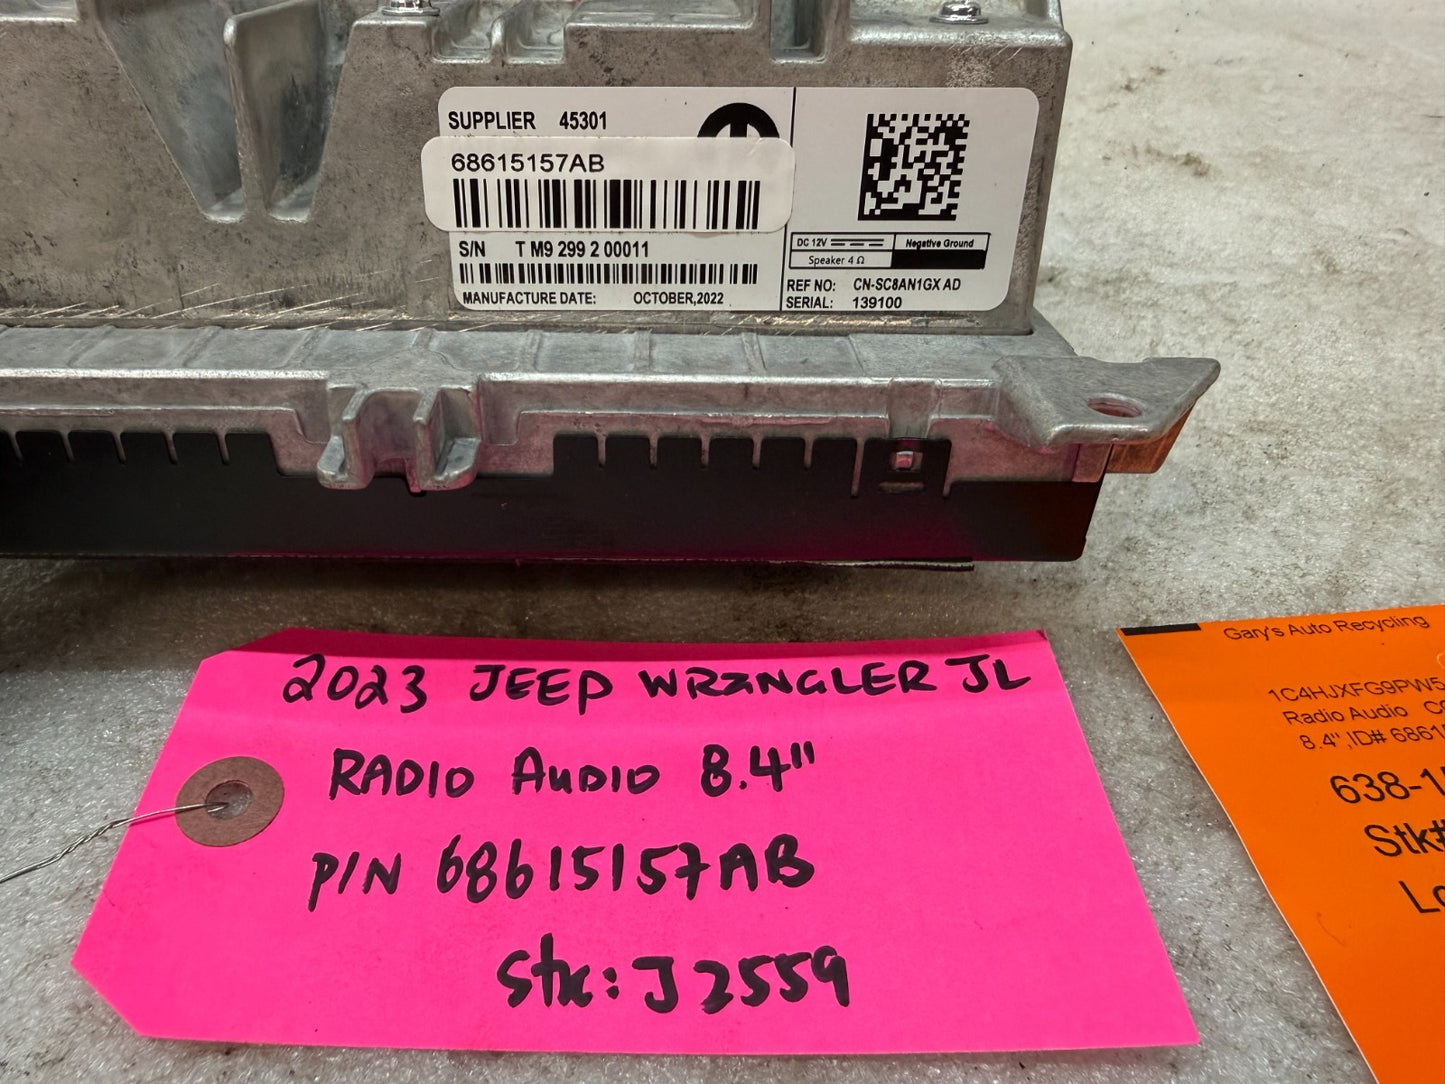 SUPPLIER 45301
68615157AB
S/N T M9 299 2 00011
MANUFACTURE DATE: OCTOBER,2022
DC 12V Negative Ground
Speaker 4 Ω
REF NO: CN-SC8AN1GX AD
SERIAL: 139100
2023 JEEP WRANGLER JL
RADIO AUDIO 8.4"
P/N 68615157AB
Stk: J2559
Gary's Auto Recycling
1C4HJXFG9PW5
Radio Audio
8.4",ID# 6861
638-1
Stk#